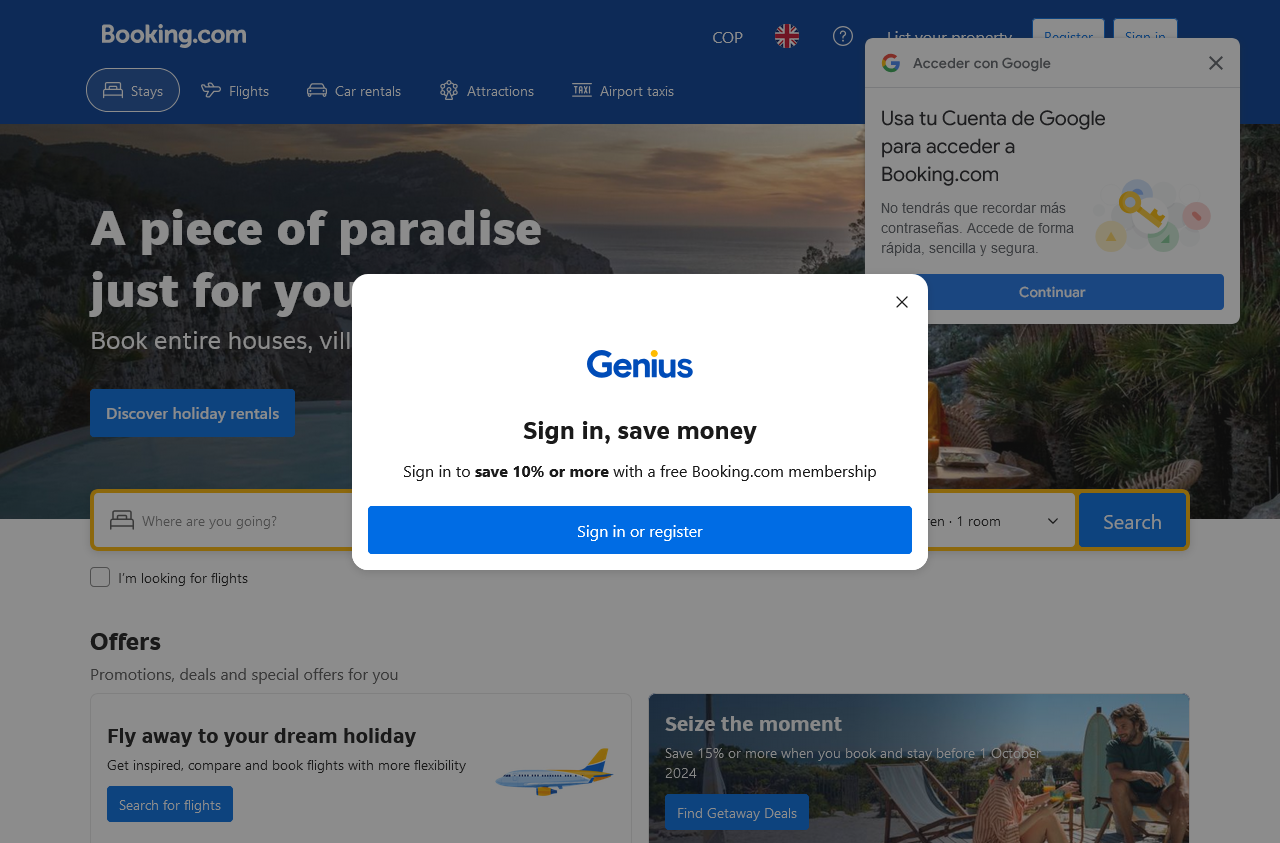 Booking.com
COP
List your property
Register
Sign in
Stays
Flights
Car rentals
Attractions
TAXI
Airport taxis
Acceder con Google
Usa tu Cuenta de Google
para acceder a
Booking.com
No tendrás que recordar más
contraseñas. Accede de forma
rápida, sencilla y segura.
Continuar
A piece of paradise
just for you
Book entire houses, vill
Discover holiday rentals
Genius
Sign in, save money
Sign in to save 10% or more with a free Booking.com membership
Sign in or register
Where are you going?
ren · 1 room
Search
I'm looking for flights
Offers
Promotions, deals and special offers for you
Fly away to your dream holiday
Get inspired, compare and book flights with more flexibility
Search for flights
Seize the moment
Save 15% or more when you book and stay before 1 October
2024
Find Getaway Deals